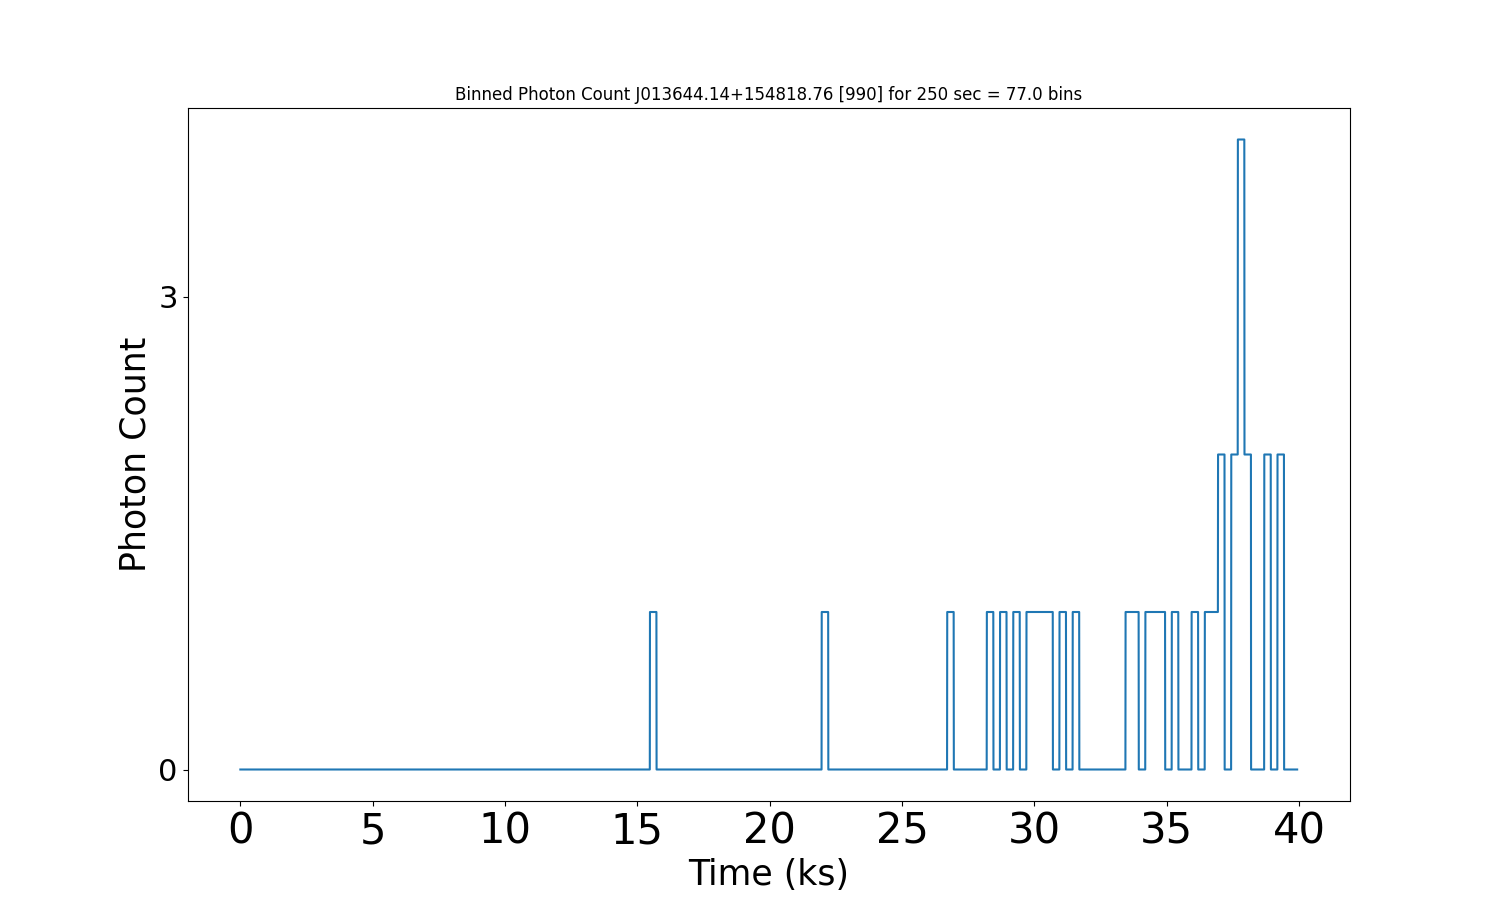 Binned Photon Count J013644.14+154818.76 [990] for 250 sec = 77.0 bins
3
Photon Count
0
0 5 10 15 20 25 30 35 40
Time (ks)